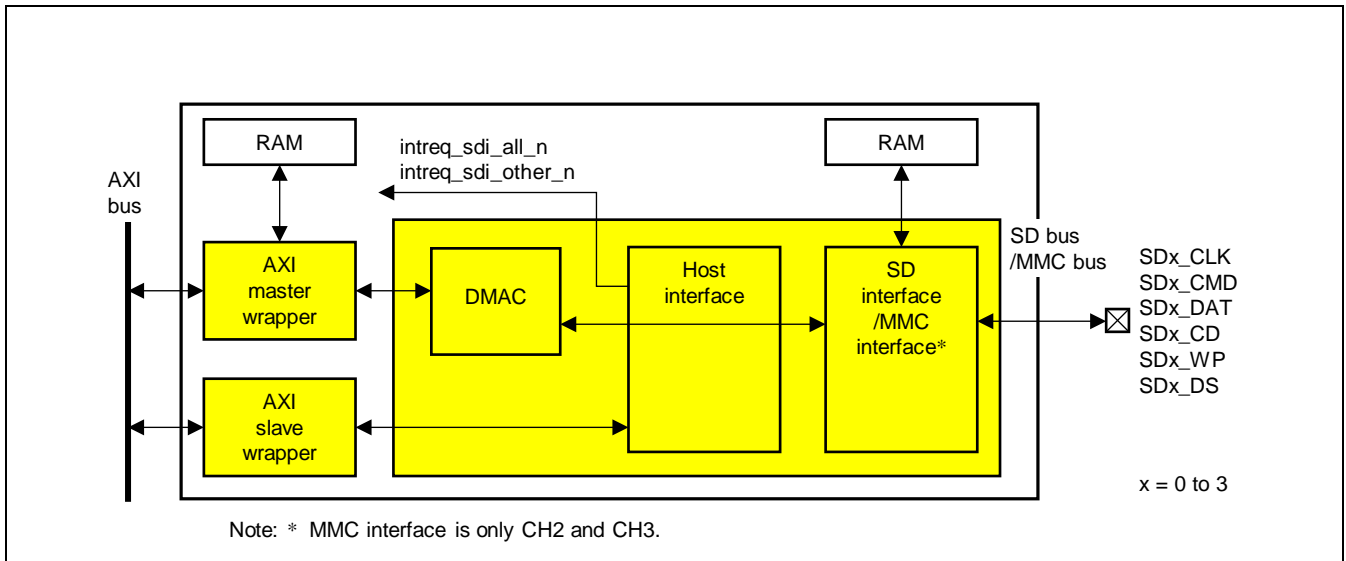 RAM
RAM
intreq_sdi_all_n
intreq_sdi_other_n
AXI
bus
SD bus
/MMC bus
AXI
master
wrapper
DMAC
Host
interface
SD
interface
/MMC
interface*
SDx_CLK
SDx_CMD
SDx_DAT
SDx_CD
SDx_WP
SDx_DS
AXI
slave
wrapper
x = 0 to 3
Note: * MMC interface is only CH2 and CH3.